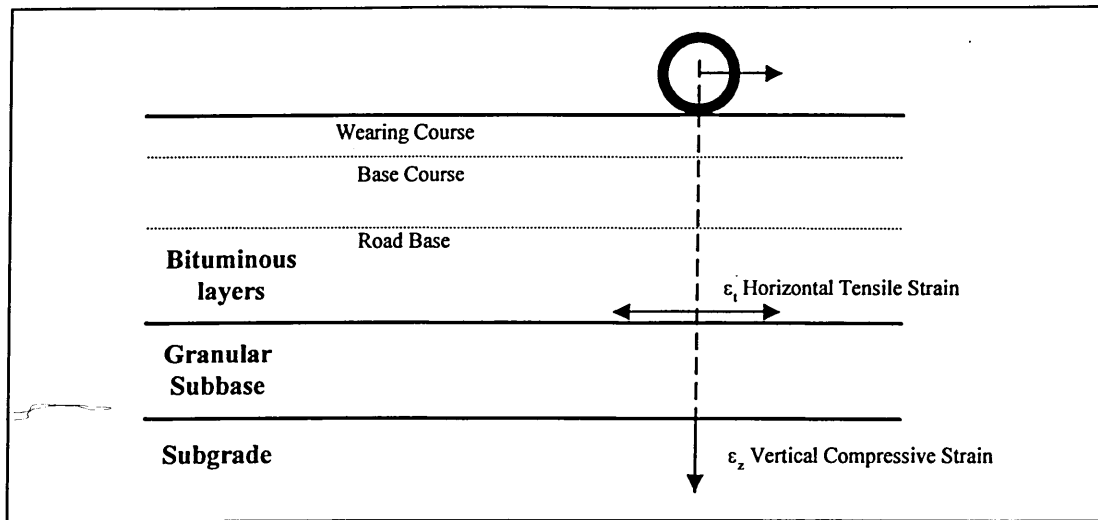 Wearing Course
Base Course
Road Base
Bituminous
layers
εt Horizontal Tensile Strain
Granular
Subbase
Subgrade
εz Vertical Compressive Strain